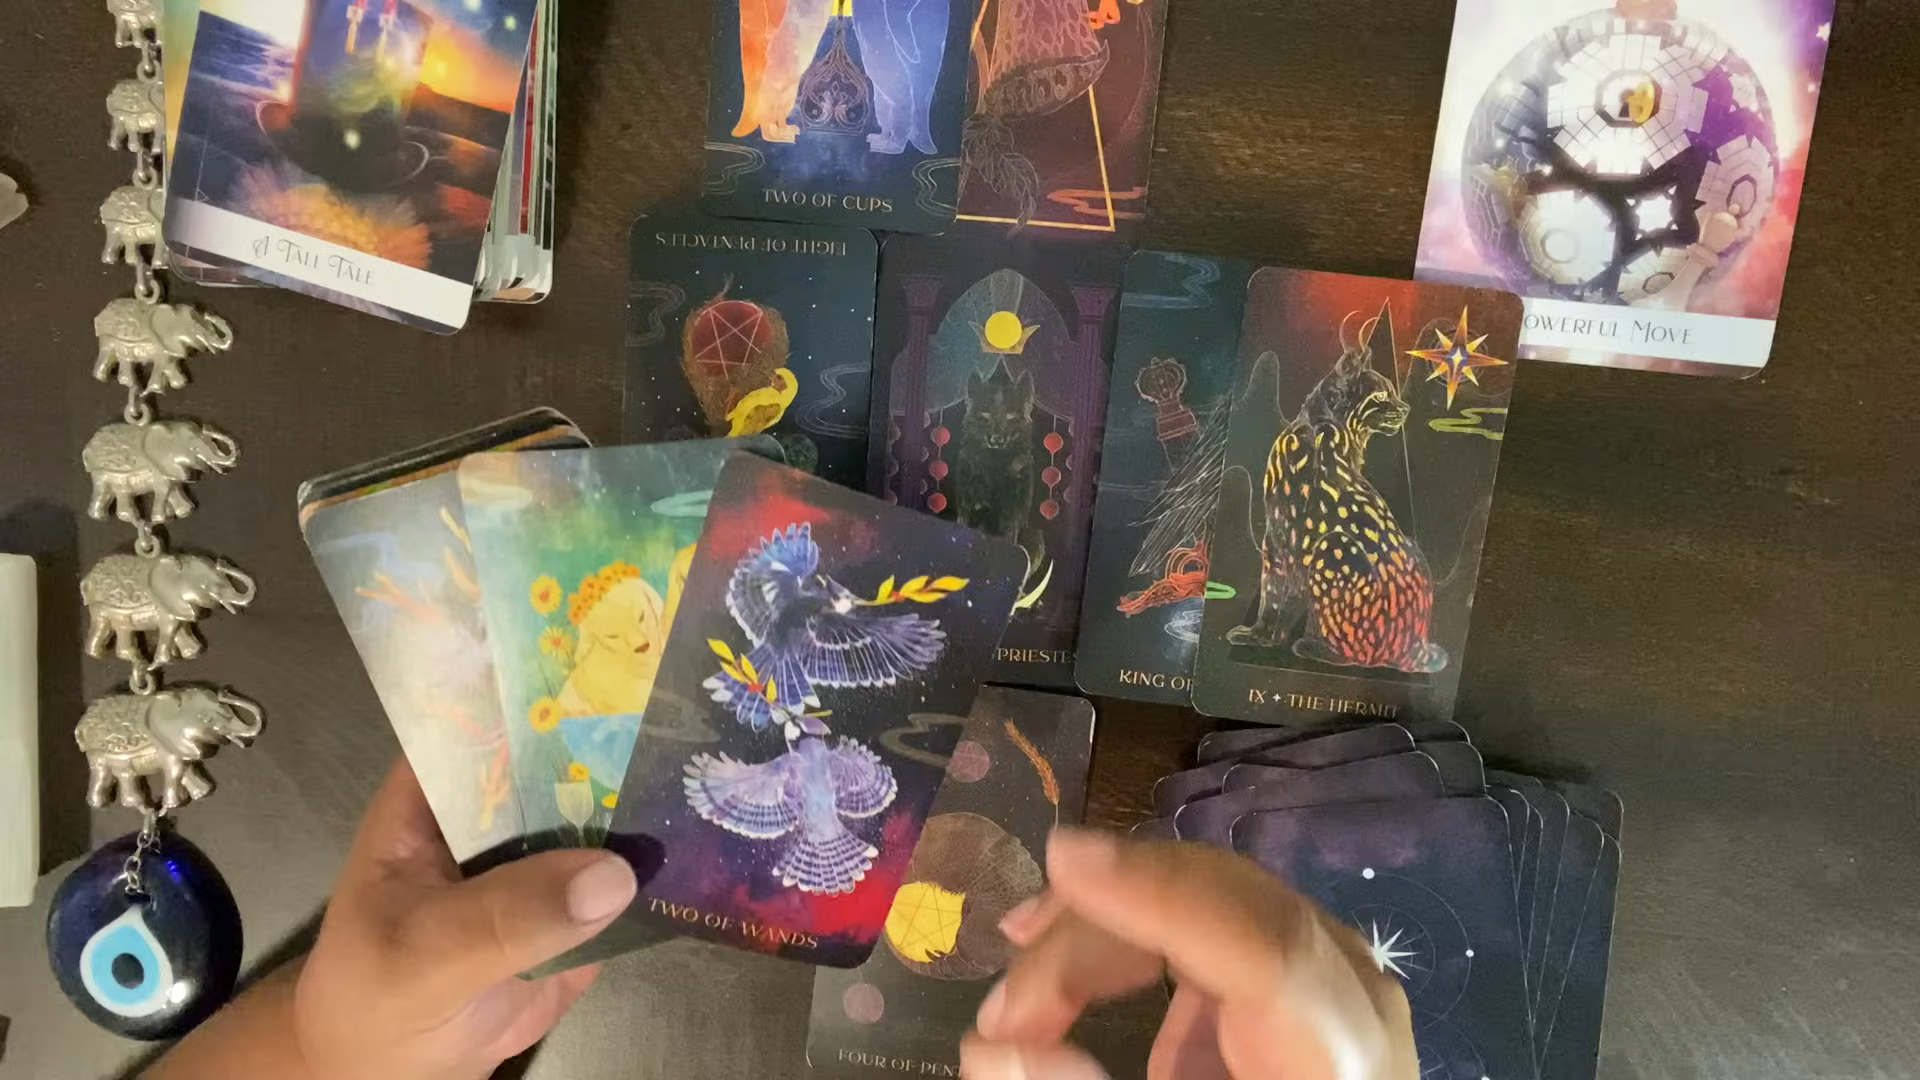 A TALL TALE
TWO OF CUPS
EIGHT OF PENTACLES
OWERFUL MOVE
PRIESTE
KING OF
IX ✦ THE HERMIT
TWO OF WANDS
FOUR OF PENT